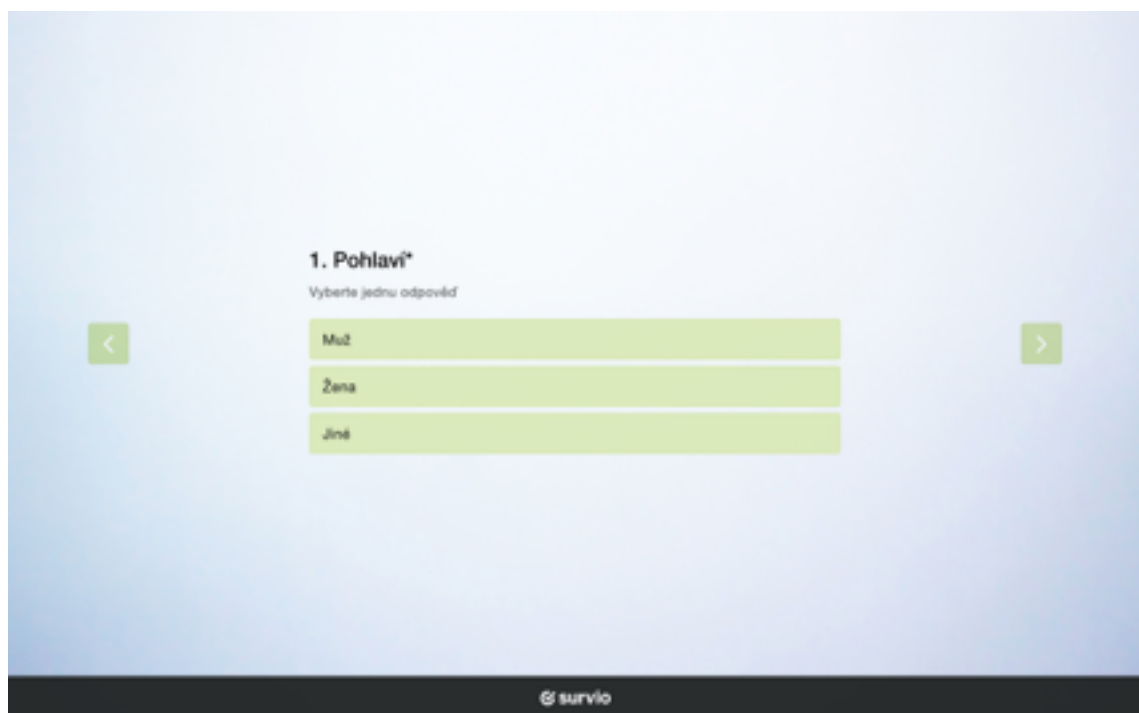 1. Pohlaví*
Vyberte jednu odpověď
Muž
Žena
Jiné
survio